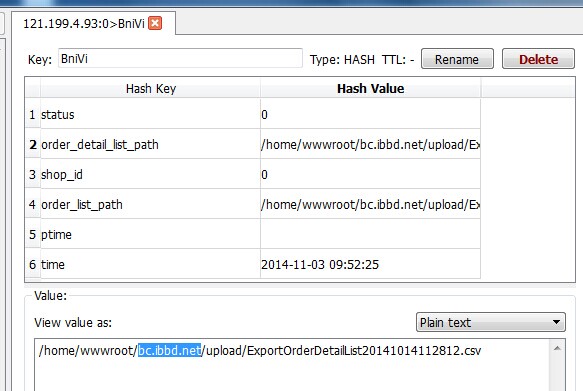 121.199.4.93:0>BniVi
Key: BniVi Type: HASH TTL: - Rename Delete
Hash Key Hash Value
1 status 0
2 order_detail_list_path /home/wwwroot/bc.ibbd.net/upload/Ex
3 shop_id 0
4 order_list_path /home/wwwroot/bc.ibbd.net/upload/Ex
5 ptime
6 time 2014-11-03 09:52:25
Value:
View value as: Plain text
/home/wwwroot/bc.ibbd.net/upload/ExportOrderDetailList20141014112812.csv